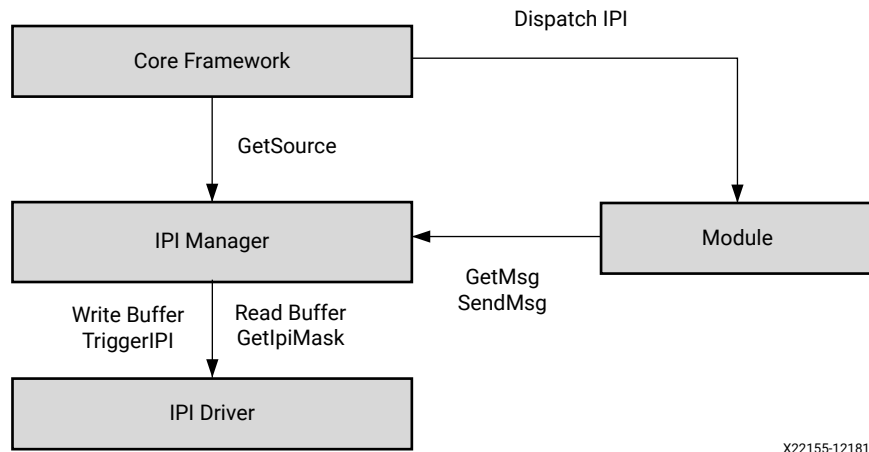 Dispatch IPI
Core Framework
GetSource
IPI Manager
Module
GetMsg
SendMsg
Write Buffer
TriggerIPI
Read Buffer
GetIpiMask
IPI Driver
X22155-12181